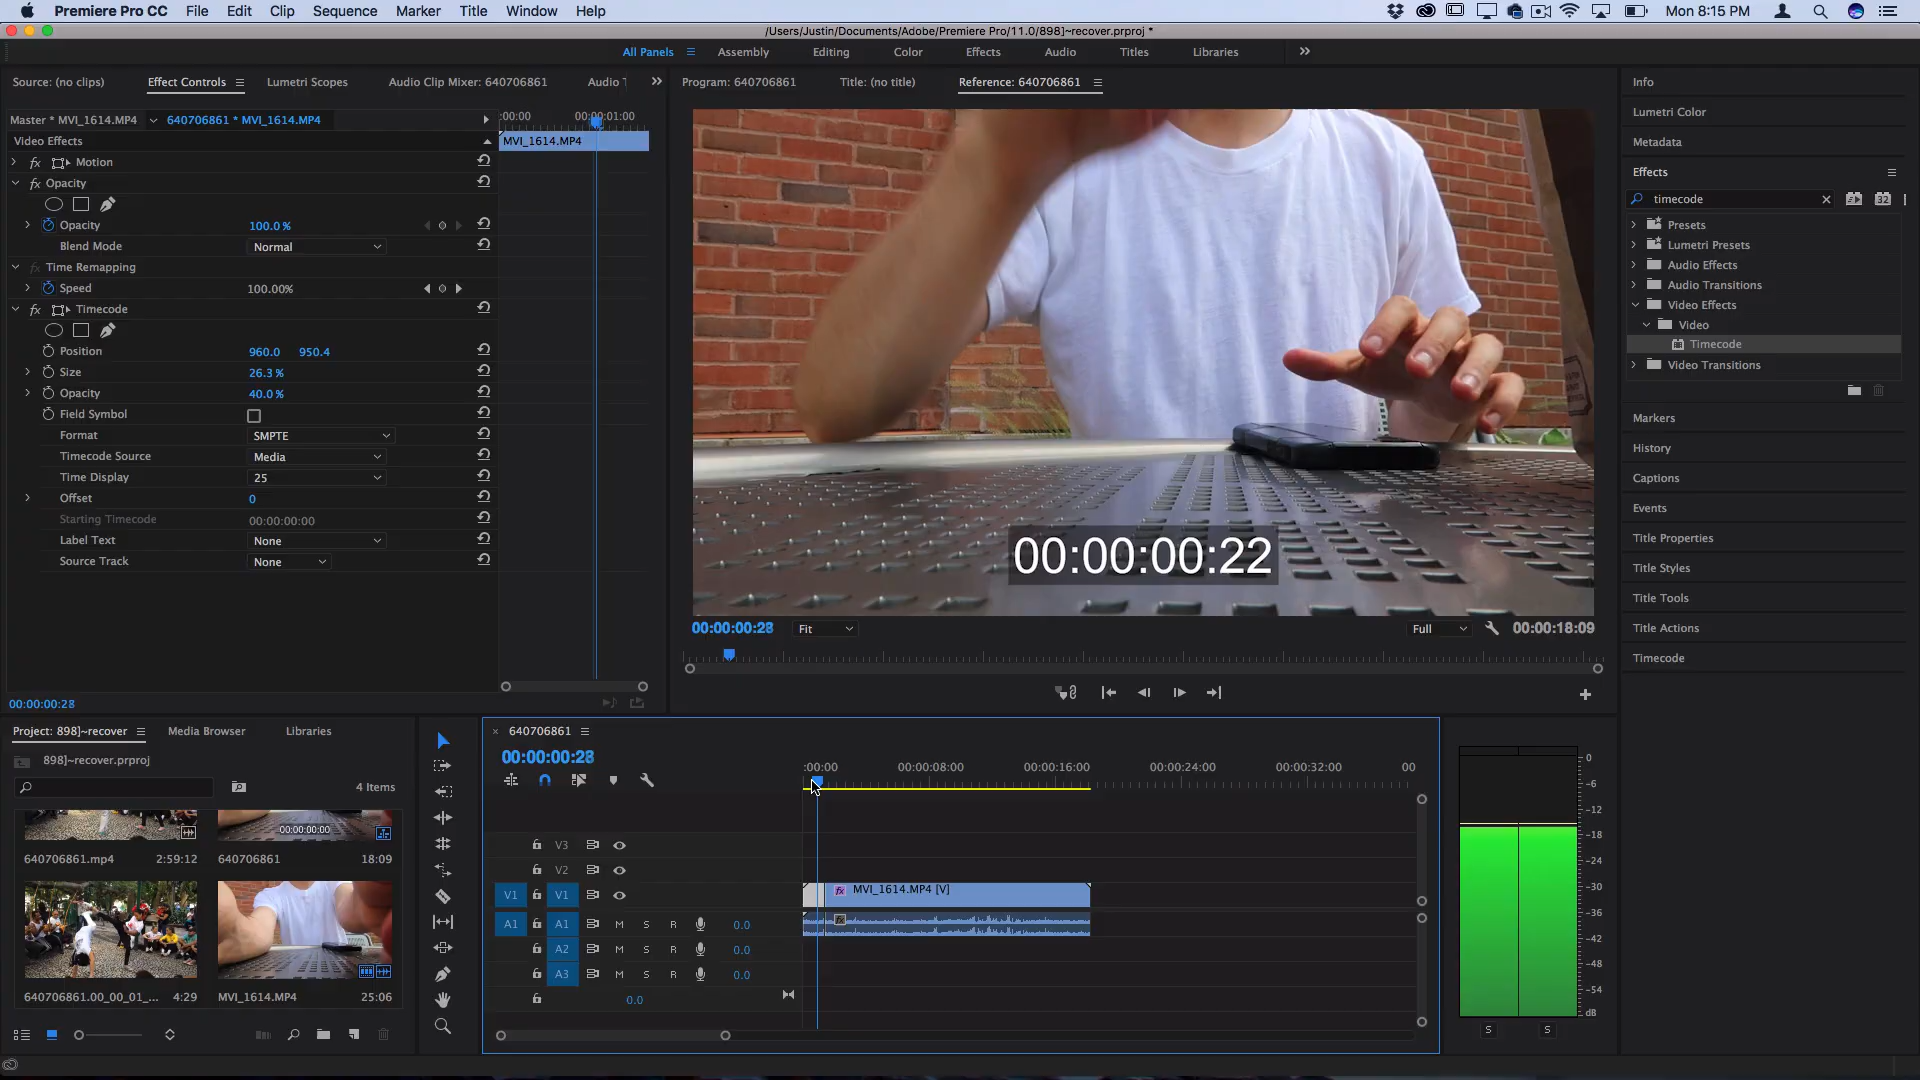 Premiere Pro CC File Edit Clip Sequence Marker Project Title Window Help Mon 8:15 PM
/Users/Justin/Documents/Adobe/Premiere Pro/11.0/898]~recover.prproj *
All Panels Assembly Editing Color Effects Audio Titles Libraries
Source: (no clips) Effect Controls Lumetri Scopes Audio Clip Mixer: 640706861 Audio T
Program: 640706861 Title: (no title) Reference: 640706861
Master * MVI_1614.MP4 640706861 * MVI_1614.MP4
:00:00 00:00:01:00
MVI_1614.MP4
Video Effects
fx Motion
fx Opacity
Opacity 100.0 %
Blend Mode Normal
fx Time Remapping
Speed 100.00%
fx Timecode
Position 960.0 950.4
Size 26.3 %
Opacity 40.0 %
Field Symbol
Format SMPTE
Timecode Source Media
Time Display 25
Offset 0
Starting Timecode 00:00:00:00
Label Text None
Source Track None
00:00:00:28
00:00:00:22
00:00:00:28 Fit Full 00:00:18:09
Info
Lumetri Color
Metadata
Effects
timecode 32
Presets
Lumetri Presets
Audio Effects
Audio Transitions
Video Effects
Video
Timecode
Video Transitions
Markers
History
Captions
Events
Title Properties
Title Styles
Title Tools
Title Actions
Timecode
Project: 898]~recover Media Browser Libraries
898]~recover.prproj
4 Items
00:00:00:00
640706861.mp4 2:59:12
640706861 18:09
640706861.00_00_01_... 4:29
MVI_1614.MP4 25:06
× 640706861
00:00:00:28
:00:00 00:00:08:00 00:00:16:00 00:00:24:00 00:00:32:00 00
V3
V2
V1 V1 fx MVI_1614.MP4 [V]
A1 A1 M S R 0.0
A2 M S R 0.0
A3 M S R 0.0
0.0
0
-6
-12
-18
-24
-30
-36
-42
-48
-54
dB
S S